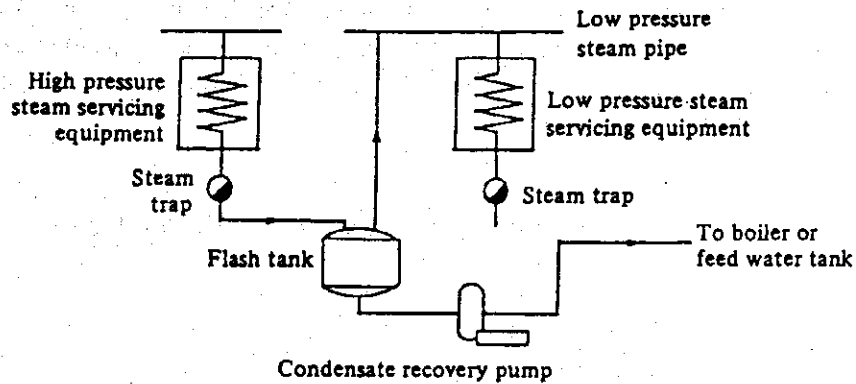 Low pressure
steam pipe
High pressure
steam servicing
equipment
Low pressure steam
servicing equipment
Steam
trap
Steam trap
Flash tank
To boiler or
feed water tank
Condensate recovery pump